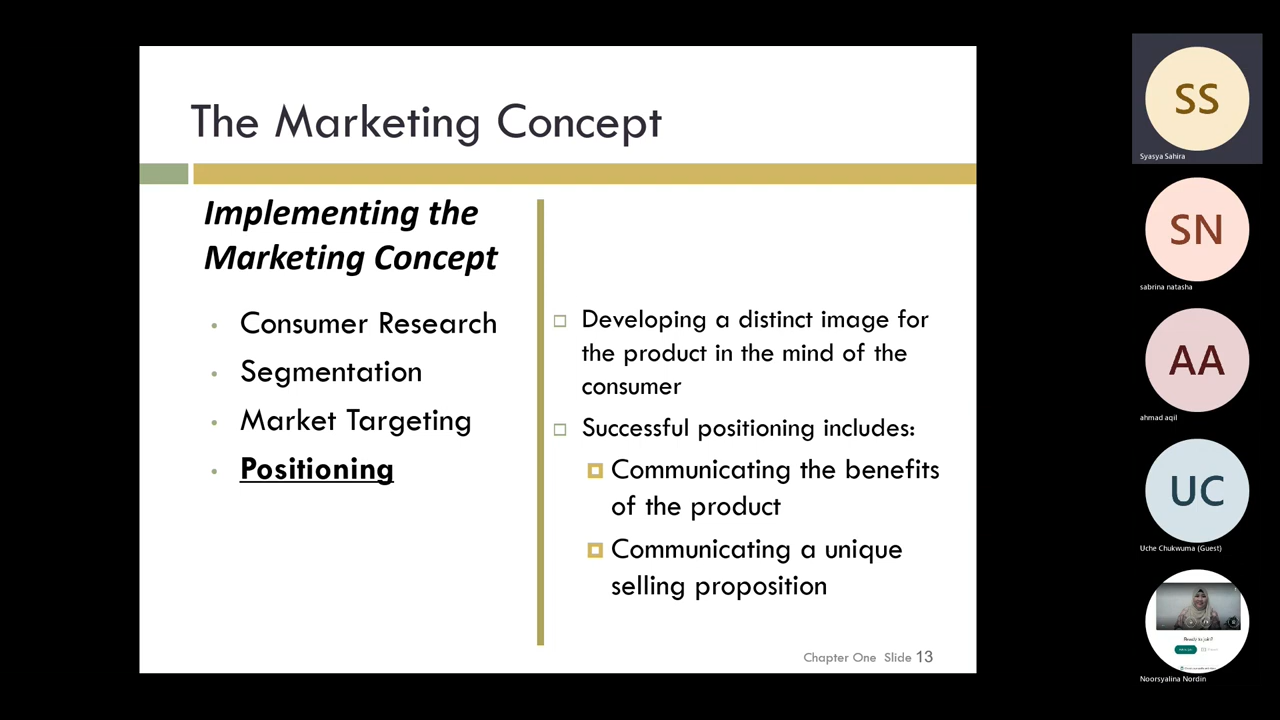 The Marketing Concept
Implementing the
Marketing Concept
• Consumer Research
• Segmentation
• Market Targeting
• Positioning
Developing a distinct image for
the product in the mind of the
consumer
Successful positioning includes:
Communicating the benefits
of the product
Communicating a unique
selling proposition
Chapter One Slide 13
SS
Syasya Sahira
SN
sabrina natasha
AA
ahmad aqil
UC
Uche Chukwuma (Guest)
Ready to join?
Noorsyalina Nordin